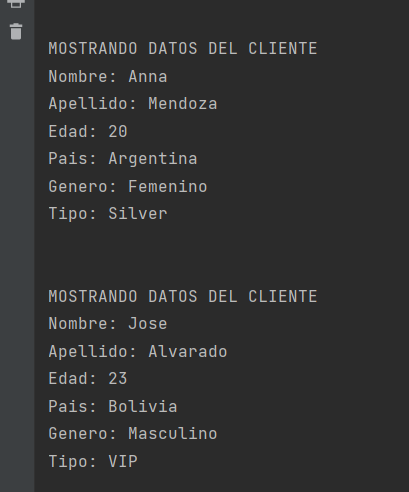 MOSTRANDO DATOS DEL CLIENTE
Nombre: Anna
Apellido: Mendoza
Edad: 20
Pais: Argentina
Genero: Femenino
Tipo: Silver
MOSTRANDO DATOS DEL CLIENTE
Nombre: Jose
Apellido: Alvarado
Edad: 23
Pais: Bolivia
Genero: Masculino
Tipo: VIP